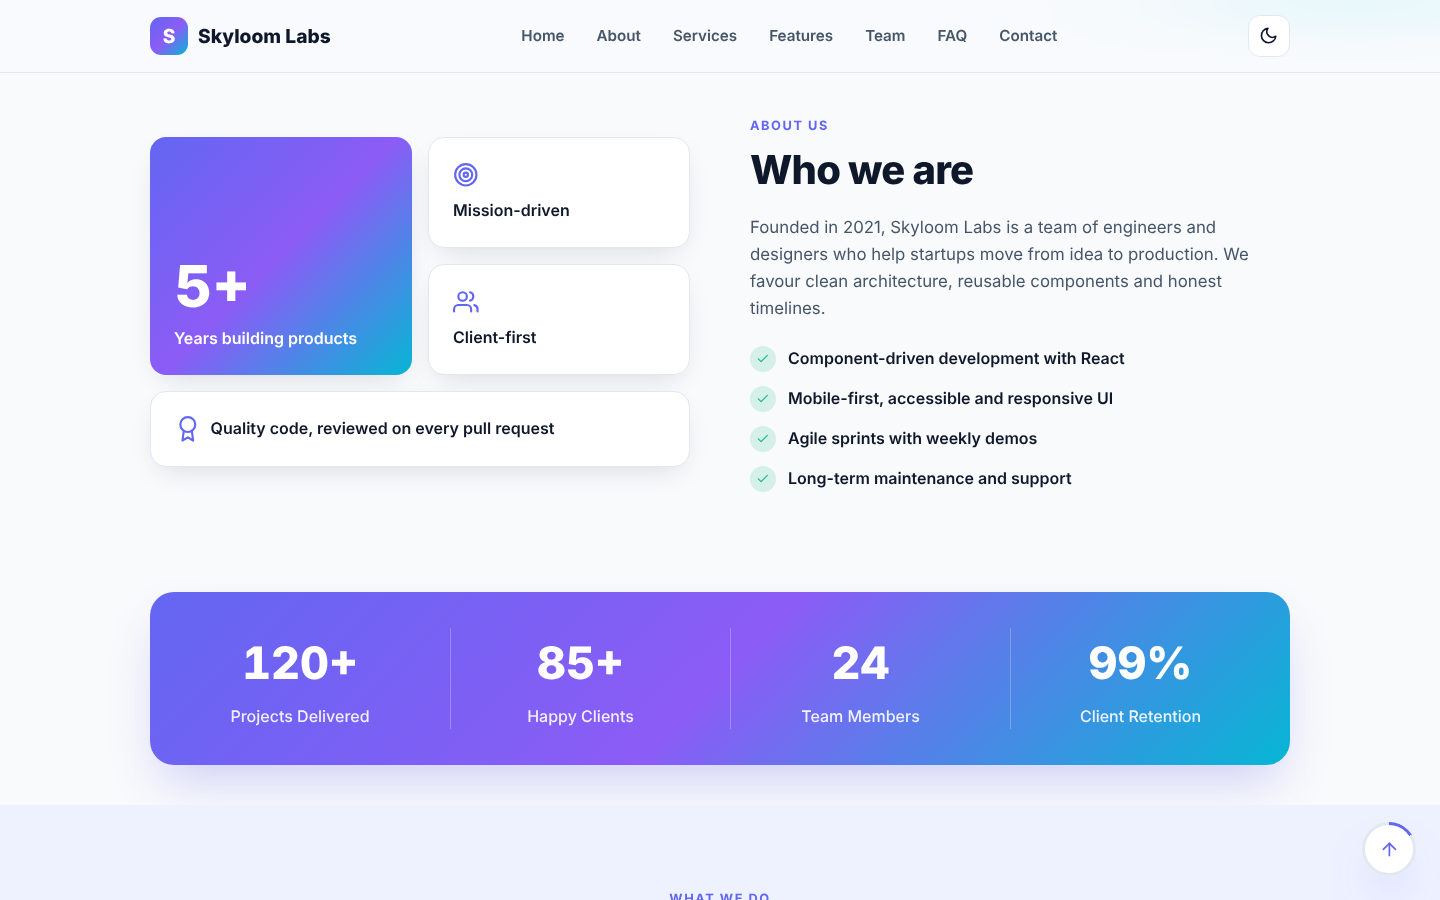 S Skyloom Labs
Home About Services Features Team FAQ Contact
5+
Years building products
Mission-driven
Client-first
Quality code, reviewed on every pull request
ABOUT US
Who we are
Founded in 2021, Skyloom Labs is a team of engineers and
designers who help startups move from idea to production. We
favour clean architecture, reusable components and honest
timelines.
Component-driven development with React
Mobile-first, accessible and responsive UI
Agile sprints with weekly demos
Long-term maintenance and support
120+
Projects Delivered
85+
Happy Clients
24
Team Members
99%
Client Retention
WHAT WE DO